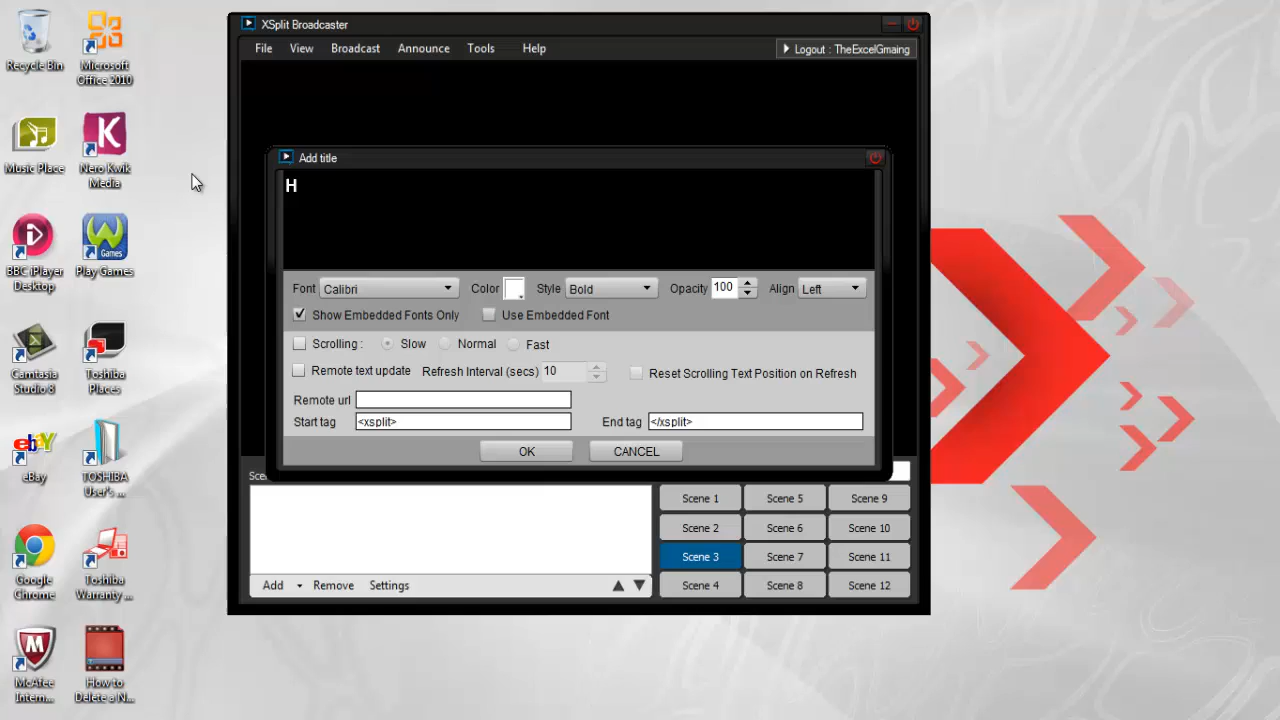 Recycle Bin
Microsoft
Office 2010
Music Place
Nero Kwik
Media
BBC iPlayer
Desktop
Games
Play Games
Camtasia
Studio 8
Toshiba
Places
eBay
eBay
TOSHIBA
User's ...
Google
Chrome
Toshiba
Warranty ...
McAfee
Intern...
How to
Delete a N...
XSplit Broadcaster
File View Broadcast Announce Tools Help
Logout : TheExcelGmaing
Add title
H
Font Calibri Color Style Bold Opacity 100 Align Left
Show Embedded Fonts Only Use Embedded Font
Scrolling : Slow Normal Fast
Remote text update Refresh Interval (secs) 10 Reset Scrolling Text Position on Refresh
Remote url
Start tag <xsplit> End tag </xsplit>
OK CANCEL
Scene 1 Scene 5 Scene 9
Scene 2 Scene 6 Scene 10
Scene 3 Scene 7 Scene 11
Scene 4 Scene 8 Scene 12
Add Remove Settings